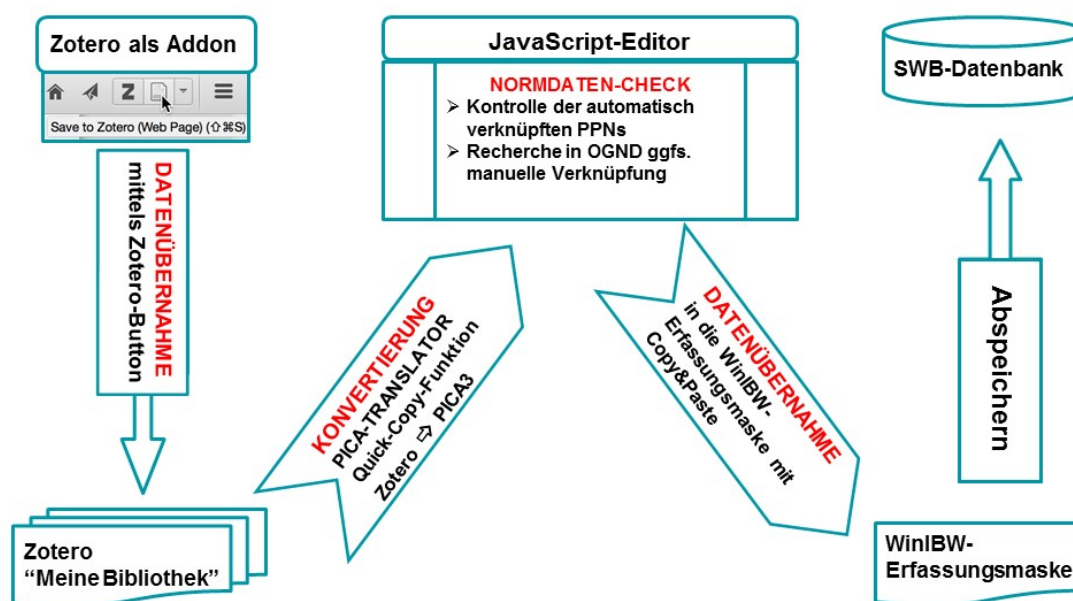 Zotero als Addon
Save to Zotero (Web Page) (⇧⌘S)
DATENÜBERNAHME
mittels Zotero-Button
Zotero
“Meine Bibliothek”
KONVERTIERUNG
PICA-TRANSLATOR
Quick-Copy-Funktion
Zotero ⇨ PICA3
JavaScript-Editor
NORMDATEN-CHECK
➢ Kontrolle der automatisch
verknüpften PPNs
➢ Recherche in OGND ggfs.
manuelle Verknüpfung
DATENÜBERNAHME
in die WinIBW-
Erfassungsmaske mit
Copy&Paste
WinIBW-
Erfassungsmaske
Abspeichern
SWB-Datenbank